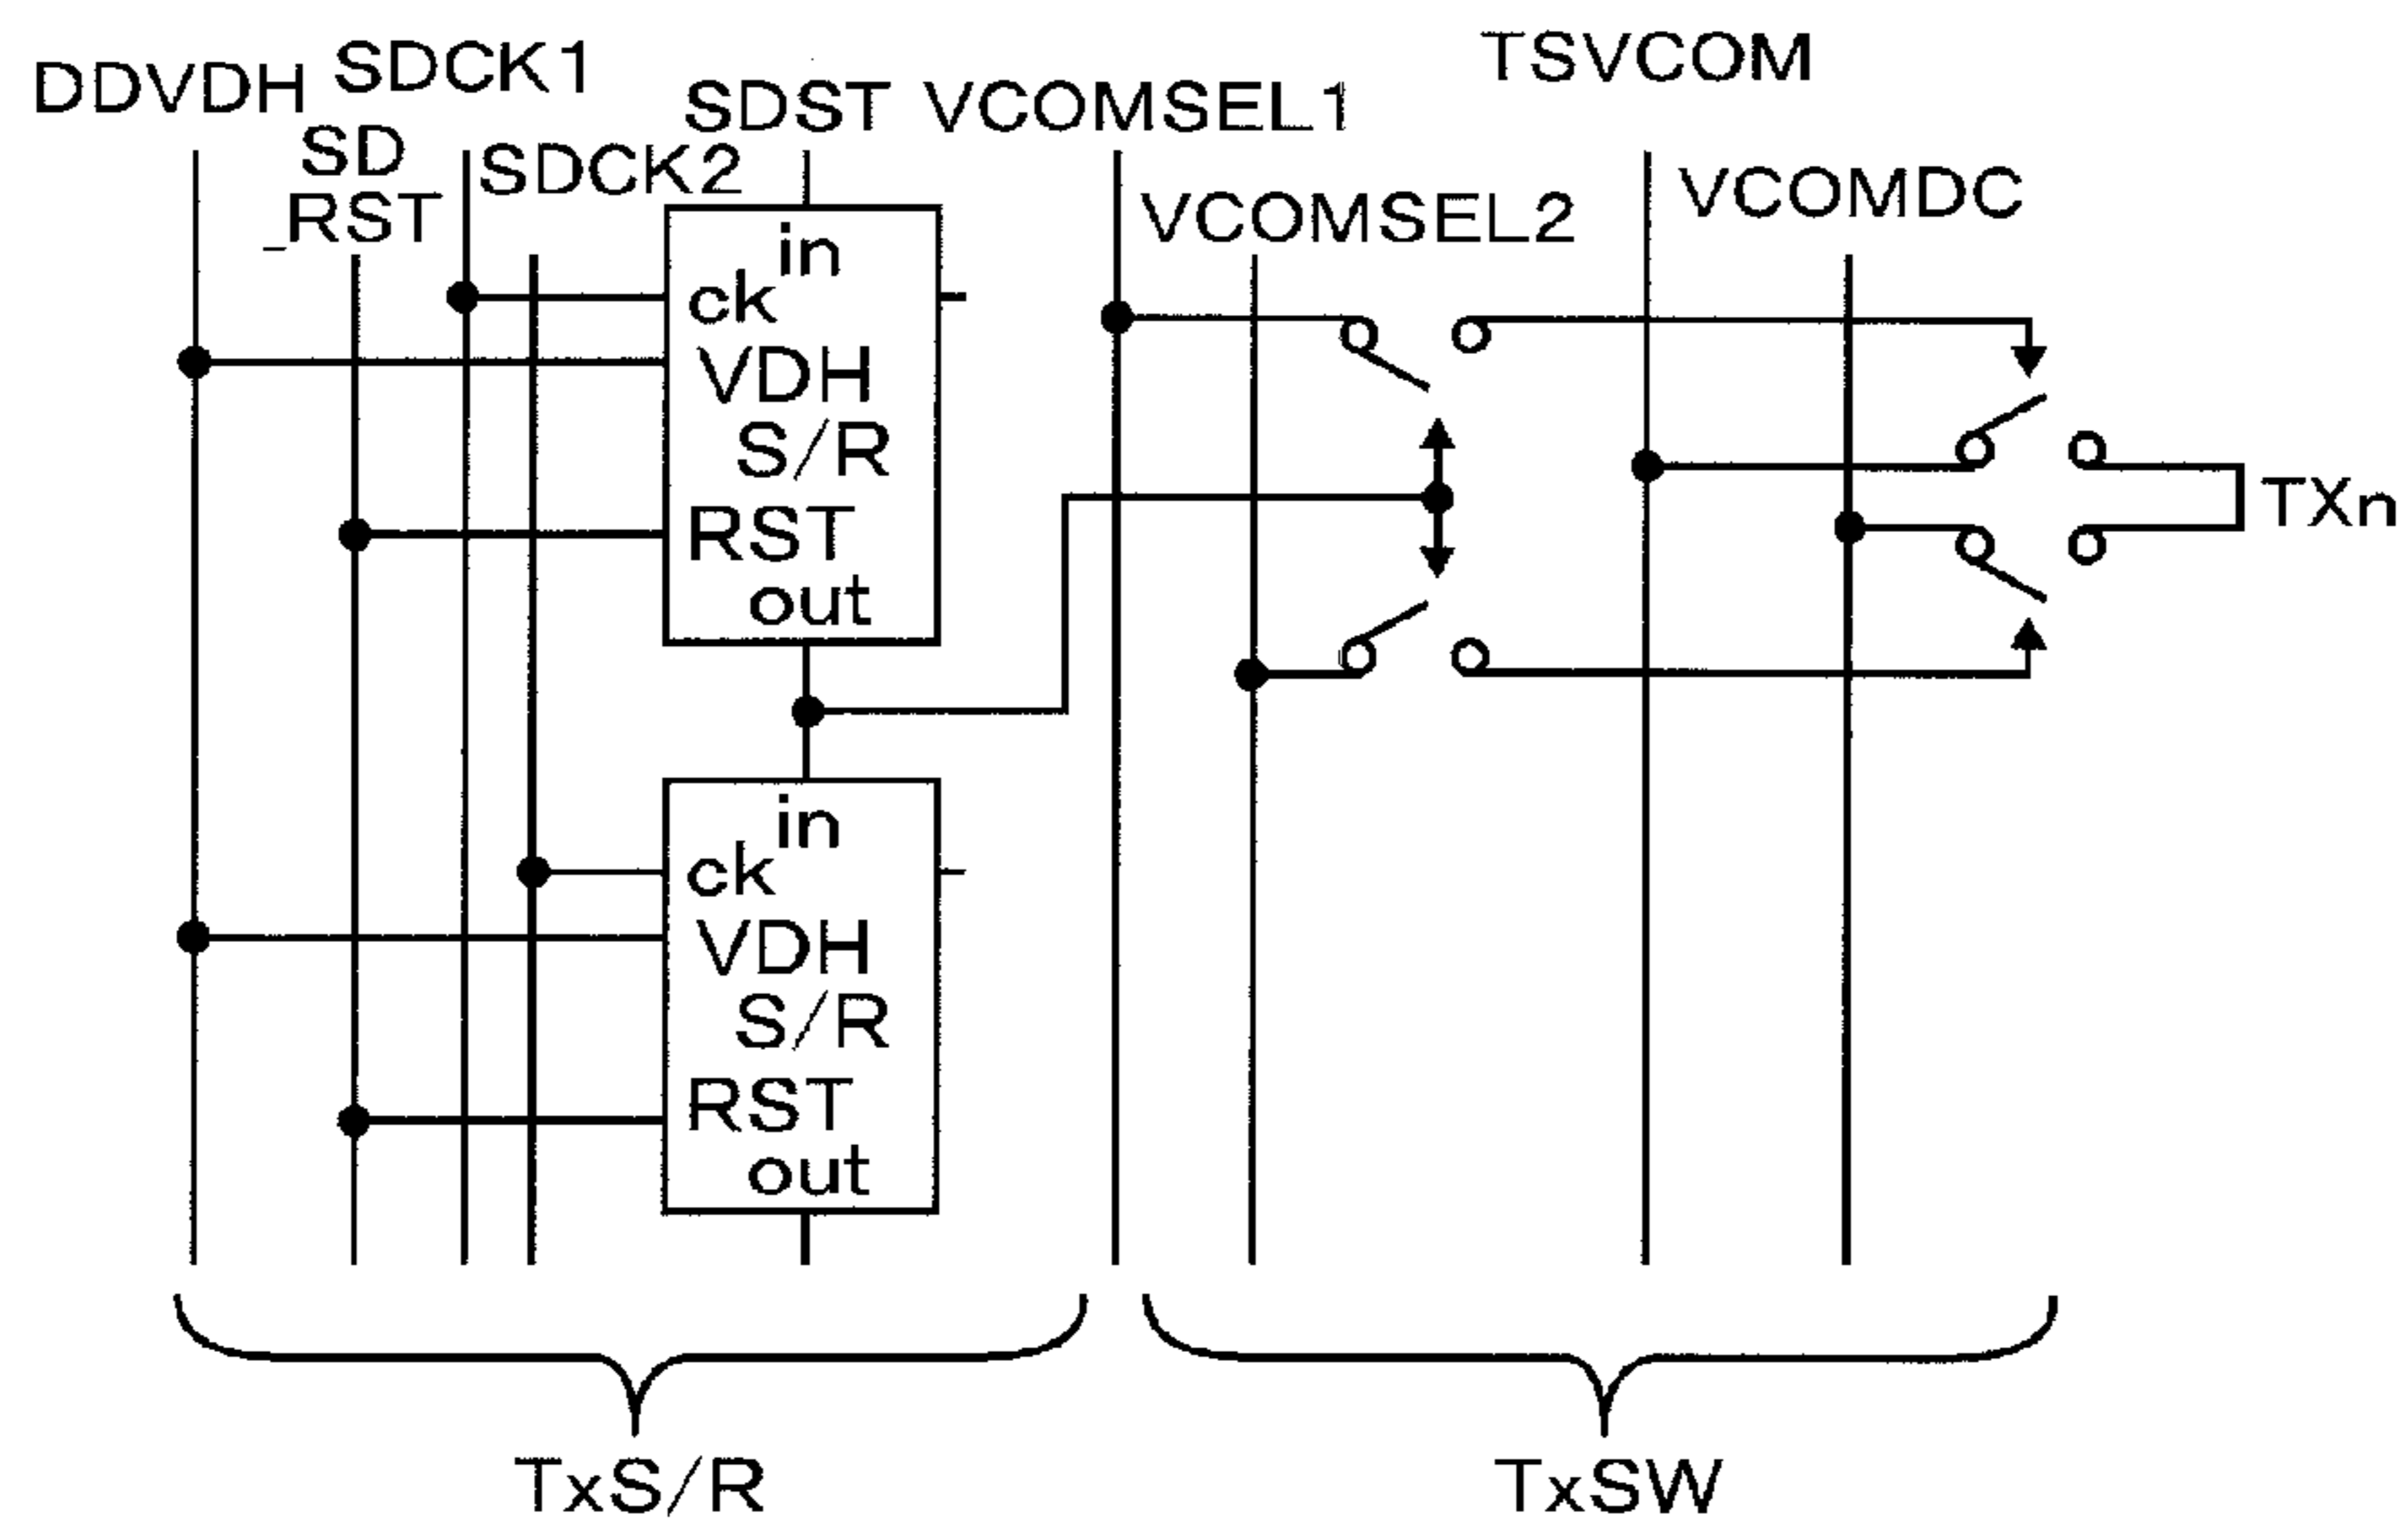 DDVDH
SDCK1
SD
_RST
SDCK2
SDST
VCOMSEL1
VCOMSEL2
TSVCOM
VCOMDC
in
ck
VDH
S/R
RST
out
TXn
in
ck
VDH
S/R
RST
out
TxS/R
TxSW